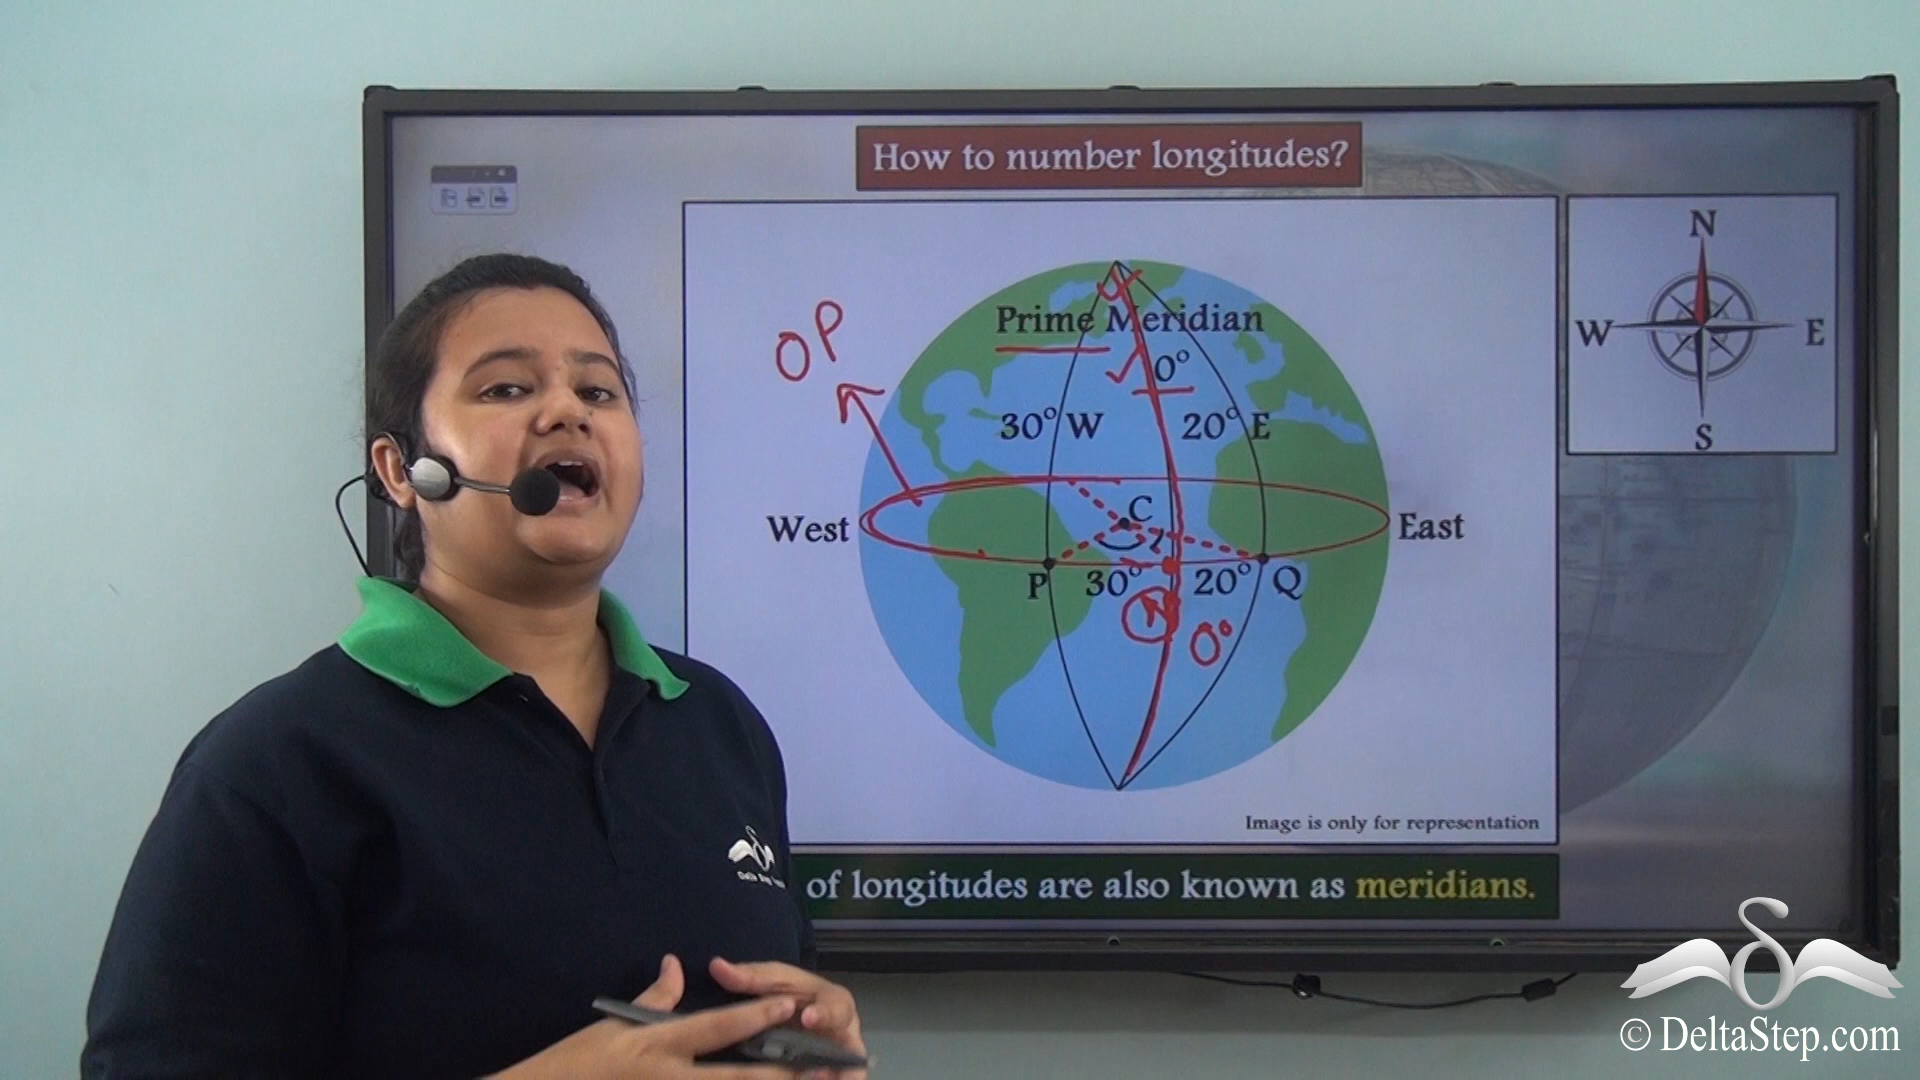 How to number longitudes?
N
W E
S
OP
Prime Meridian
0°
30° W 20° E
West C East
P 30° 20° Q
0°
Image is only for representation
of longitudes are also known as meridians.
© DeltaStep.com